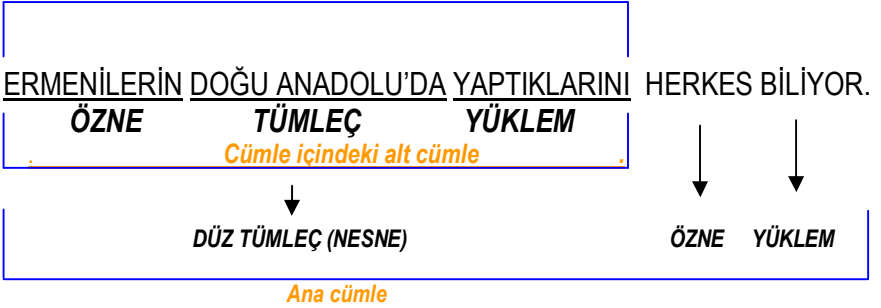 ERMENİLERİN DOĞU ANADOLU'DA YAPTIKLARINI HERKES BİLİYOR.
ÖZNE TÜMLEÇ YÜKLEM
. Cümle içindeki alt cümle .
DÜZ TÜMLEÇ (NESNE) ÖZNE YÜKLEM
Ana cümle